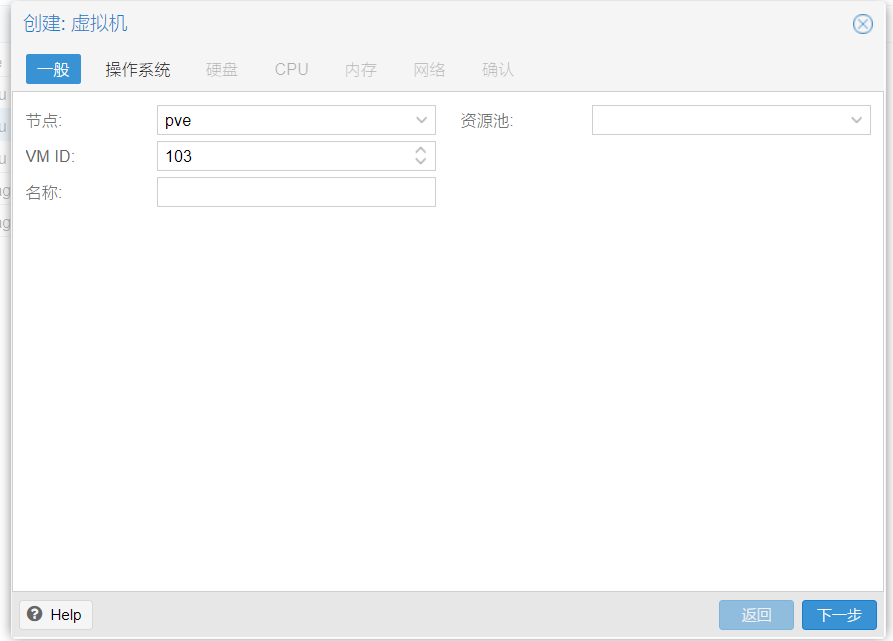 创建: 虚拟机
一般 操作系统 硬盘 CPU 内存 网络 确认
节点: pve 资源池:
VM ID: 103
名称:
Help 返回 下一步